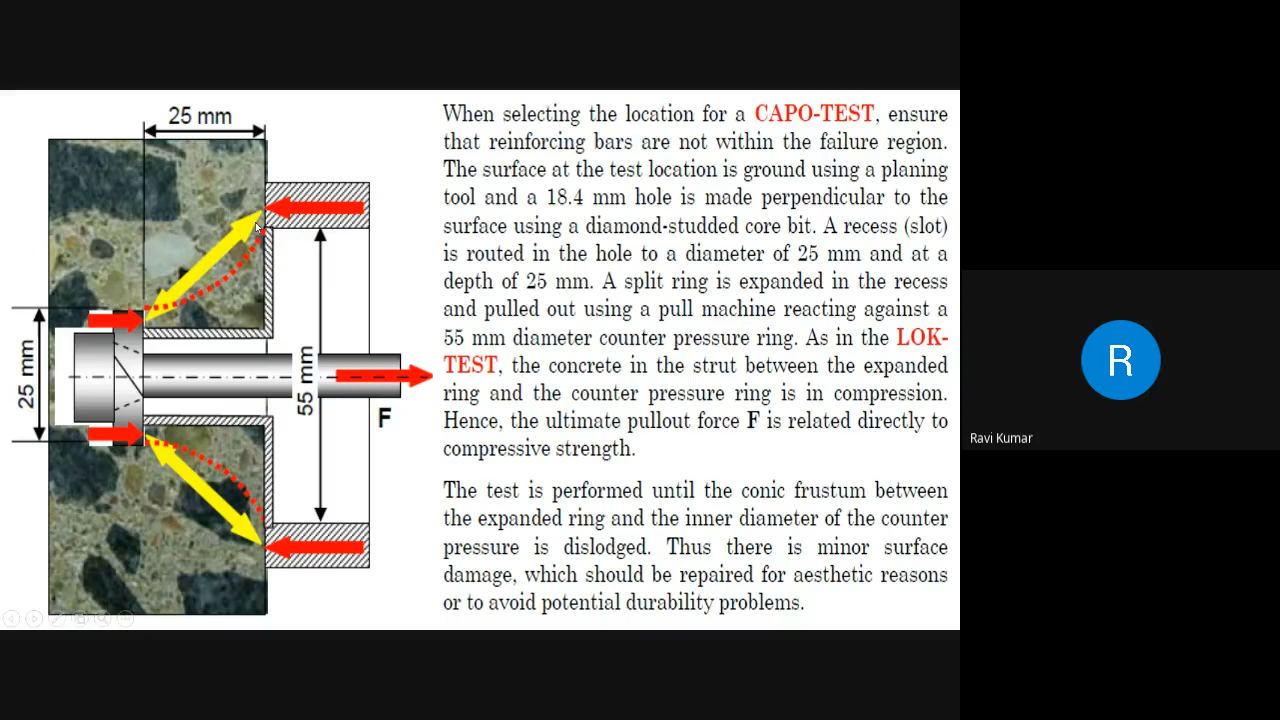 25 mm
When selecting the location for a CAPO-TEST, ensure
that reinforcing bars are not within the failure region.
The surface at the test location is ground using a planing
tool and a 18.4 mm hole is made perpendicular to the
surface using a diamond-studded core bit. A recess (slot)
is routed in the hole to a diameter of 25 mm and at a
depth of 25 mm. A split ring is expanded in the recess
and pulled out using a pull machine reacting against a
55 mm diameter counter pressure ring. As in the LOK-
TEST, the concrete in the strut between the expanded
ring and the counter pressure ring is in compression.
Hence, the ultimate pullout force F is related directly to
compressive strength.
The test is performed until the conic frustum between
the expanded ring and the inner diameter of the counter
pressure is dislodged. Thus there is minor surface
damage, which should be repaired for aesthetic reasons
or to avoid potential durability problems.
25 mm
55 mm
F
R
Ravi Kumar